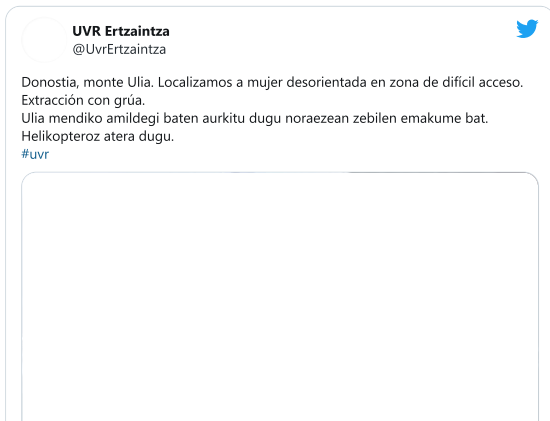 UVR Ertzaintza
@UvrErtzaintza
Donostia, monte Ulia. Localizamos a mujer desorientada en zona de difícil acceso.
Extracción con grúa.
Ulia mendiko amildegi baten aurkitu dugu noraezean zebilen emakume bat.
Helikopteroz atera dugu.
#uvr